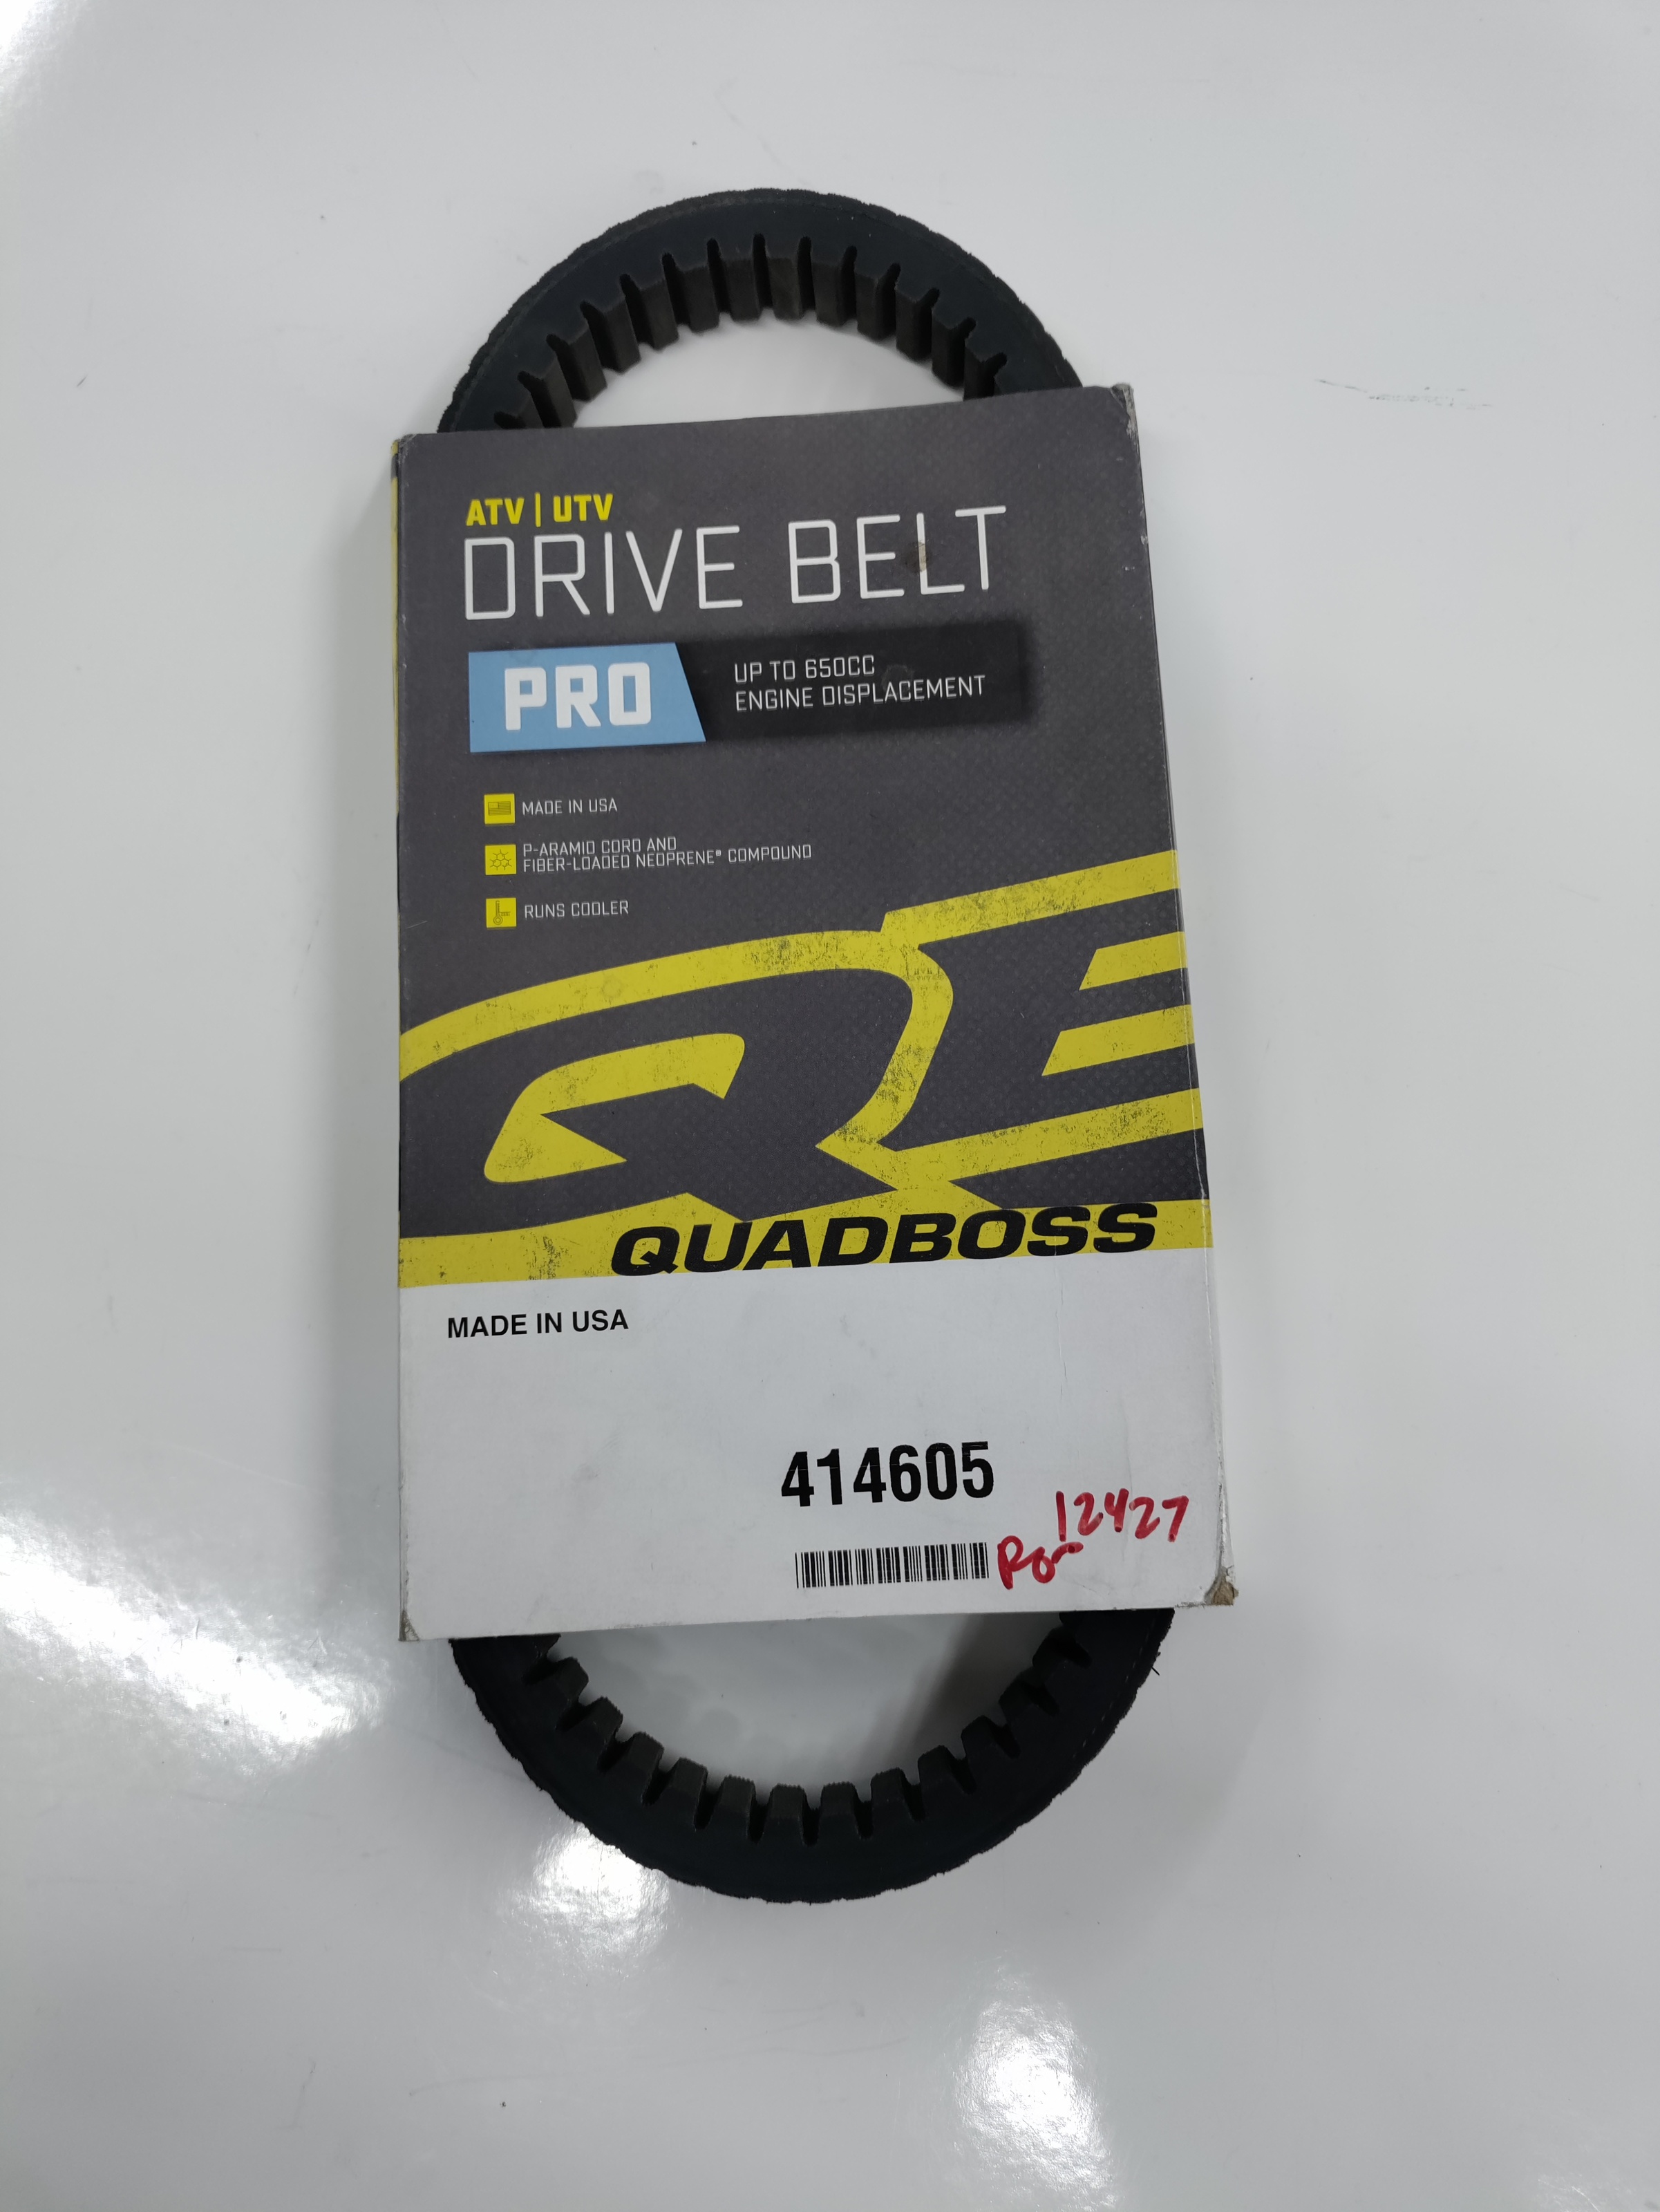 ATV | UTV
DRIVE BELT
PRO
UP TO 650CC
ENGINE DISPLACEMENT
MADE IN USA
P-ARAMID CORD AND
FIBER-LOADED NEOPRENE® COMPOUND
RUNS COOLER
QUADBOSS
MADE IN USA
414605
12427